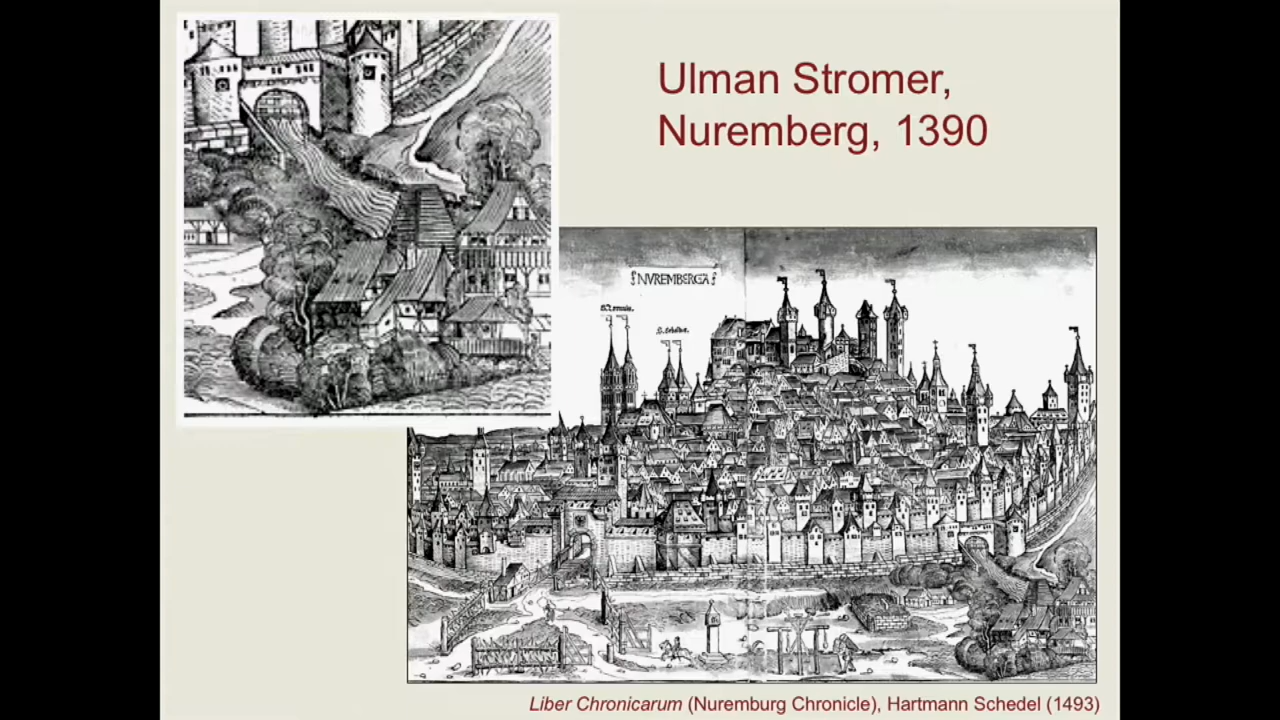 Ulman Stromer,
Nuremberg, 1390
NVREMBERGA
Liber Chronicarum (Nuremburg Chronicle), Hartmann Schedel (1493)